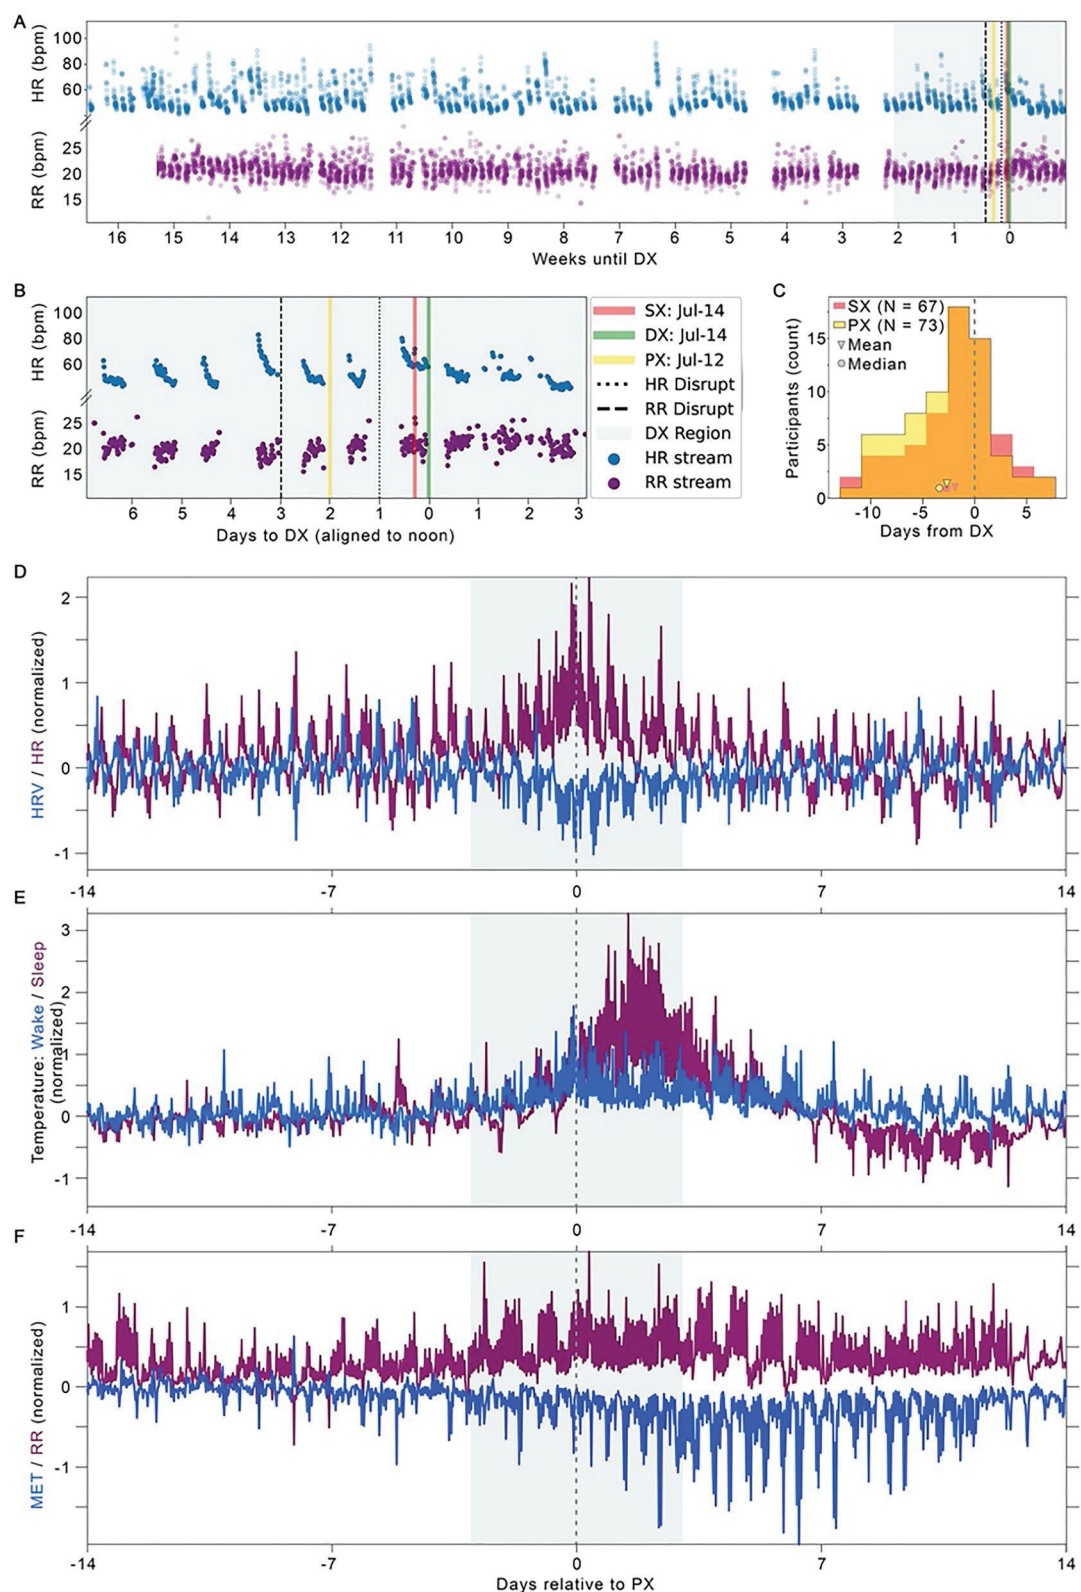 A
HR (bpm)
100
80
60
RR (bpm)
25
20
15
16 15 14 13 12 11 10 9 8 7 6 5 4 3 2 1 0
Weeks until DX
B
HR (bpm)
100
80
60
RR (bpm)
25
20
15
6 5 4 3 2 1 0 1 2 3
Days to DX (aligned to noon)
SX: Jul-14
DX: Jul-14
PX: Jul-12
HR Disrupt
RR Disrupt
DX Region
HR stream
RR stream
C
Participants (count)
15
10
5
0
SX (N = 67)
PX (N = 73)
Mean
Median
-10 -5 0 5
Days from DX
D
HRV / HR (normalized)
2
1
0
-1
-14 -7 0 7 14
E
Temperature: Wake / Sleep
(normalized)
3
2
1
0
-1
-14 -7 0 7 14
F
MET / RR (normalized)
1
0
-1
-14 -7 0 7 14
Days relative to PX